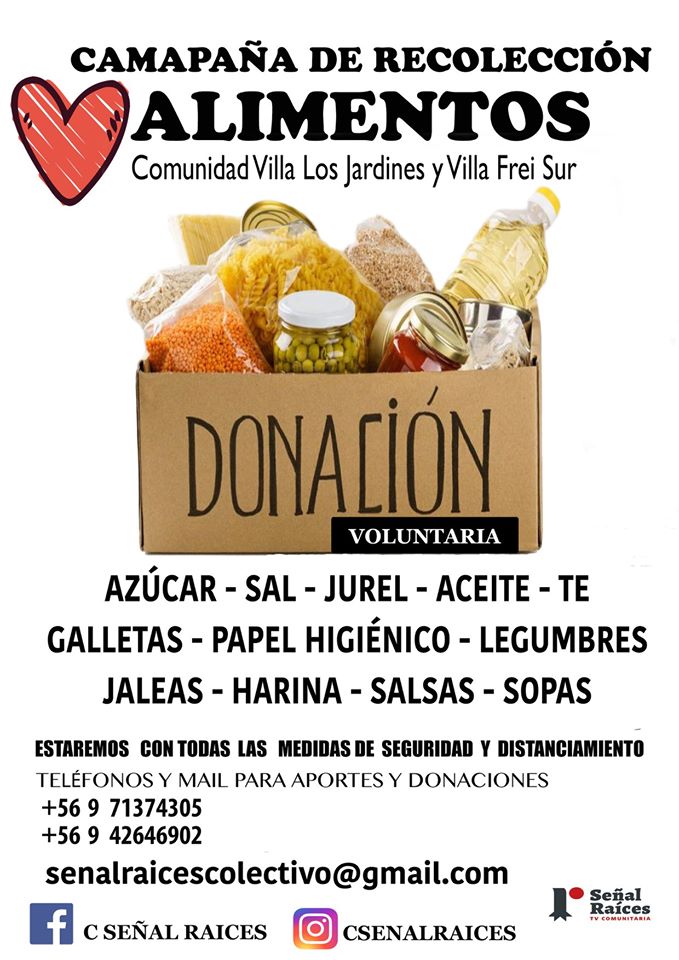 CAMAPAÑA DE RECOLECCIÓN
ALIMENTOS
Comunidad Villa Los Jardines y Villa Frei Sur
DONACIÓN
VOLUNTARIA
AZÚCAR - SAL - JUREL - ACEITE - TE
GALLETAS - PAPEL HIGIÉNICO - LEGUMBRES
JALEAS - HARINA - SALSAS - SOPAS
ESTAREMOS CON TODAS LAS MEDIDAS DE SEGURIDAD Y DISTANCIAMIENTO
TELÉFONOS Y MAIL PARA APORTES Y DONACIONES
+56 9 71374305
+56 9 42646902
senalraicescolectivo@gmail.com
Señal
Raíces
TV COMUNITARIA
C SEÑAL RAICES
CSENALRAICES